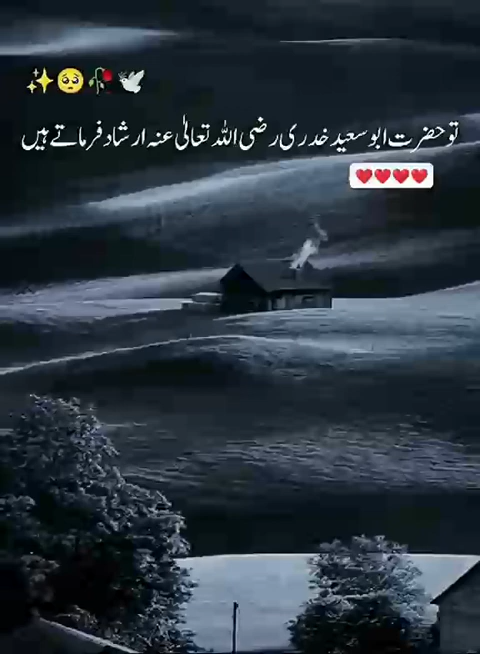 ✨🥺🥀🕊️
تو حضرت ابو سعید خدری رضی اللہ تعالیٰ عنہ ارشاد فرماتے ہیں
❤️❤️❤️❤️